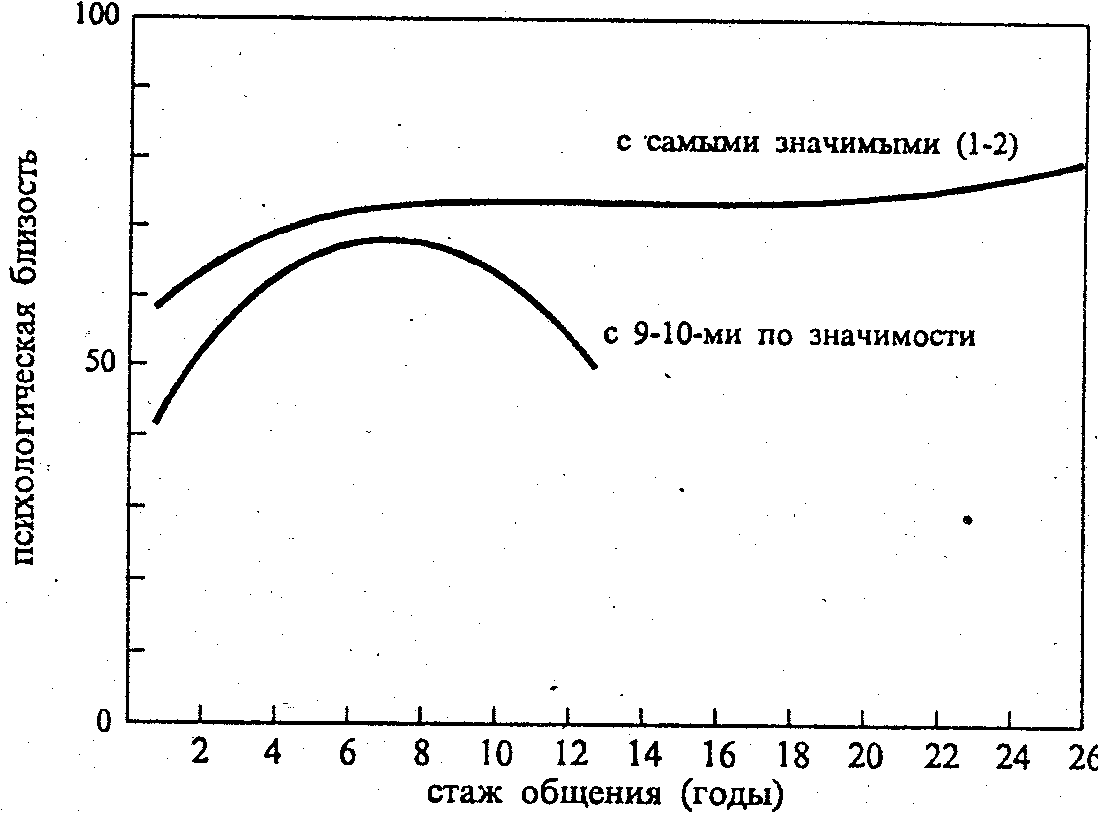 100
с самыми значимыми (1-2)
психологическая близость
с 9-10-ми по значимости
50
0
2 4 6 8 10 12 14 16 18 20 22 24 26
стаж общения (годы)